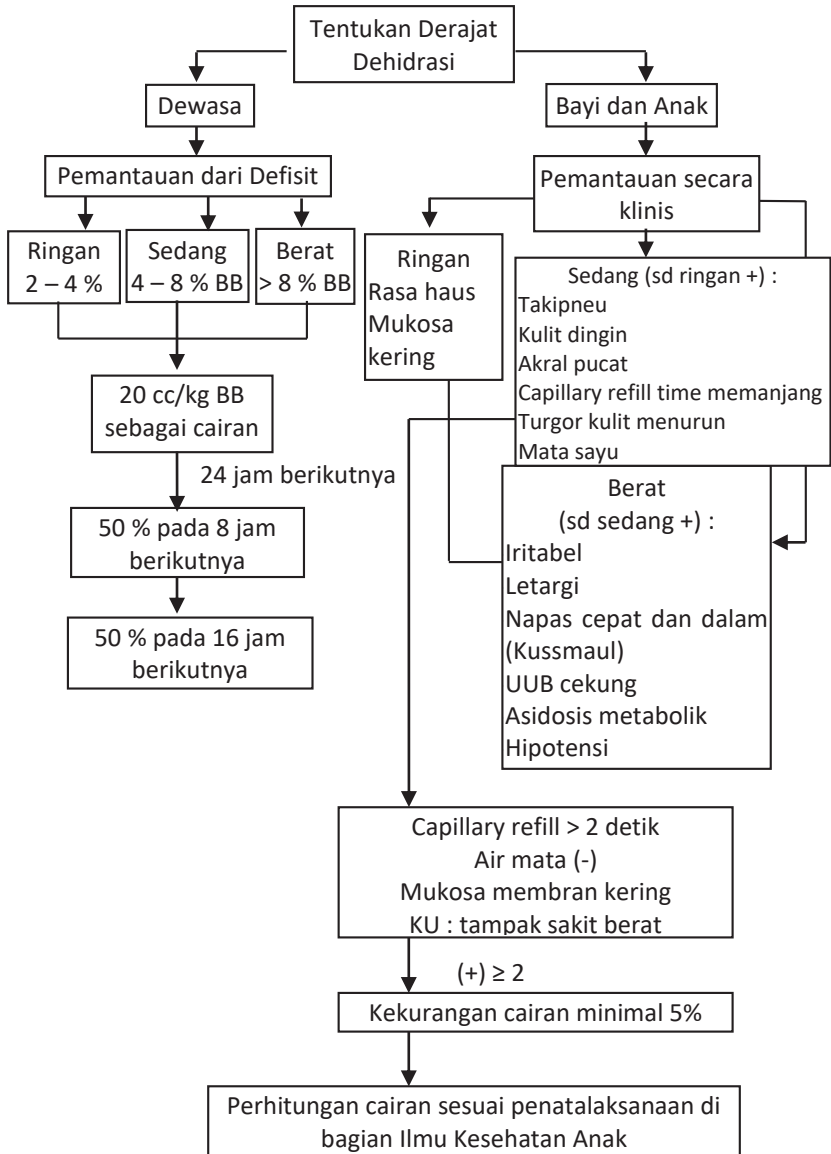 Tentukan Derajat
Dehidrasi
Dewasa
Bayi dan Anak
Pemantauan dari Defisit
Pemantauan secara
klinis
Ringan
2 – 4 %
Sedang
4 – 8 % BB
Berat
> 8 % BB
Ringan
Rasa haus
Mukosa
kering
Sedang (sd ringan +) :
Takipneu
Kulit dingin
Akral pucat
Capillary refill time memanjang
Turgor kulit menurun
Mata sayu
20 cc/kg BB
sebagai cairan
24 jam berikutnya
50 % pada 8 jam
berikutnya
50 % pada 16 jam
berikutnya
Berat
(sd sedang +) :
Iritabel
Letargi
Napas cepat dan dalam
(Kussmaul)
UUB cekung
Asidosis metabolik
Hipotensi
Capillary refill > 2 detik
Air mata (-)
Mukosa membran kering
KU : tampak sakit berat
(+) ≥ 2
Kekurangan cairan minimal 5%
Perhitungan cairan sesuai penatalaksanaan di
bagian Ilmu Kesehatan Anak